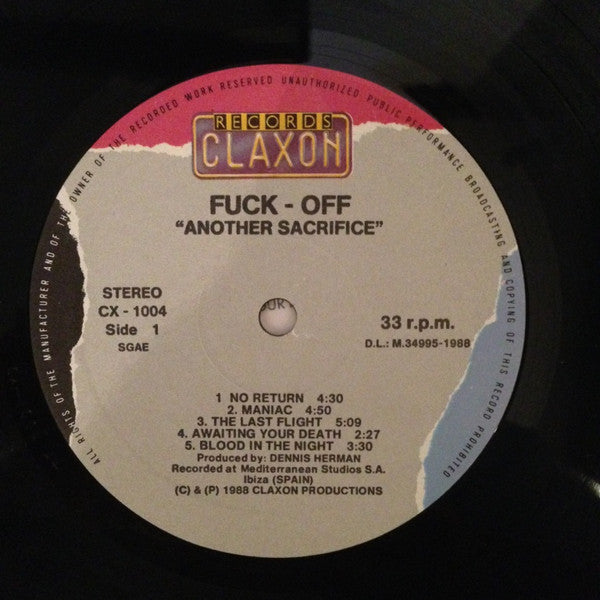 ALL RIGHTS OF THE MANUFACTURER AND OF THE OWNER OF THE RECORDED WORK RESERVED UNAUTHORIZED PUBLIC PERFORMANCE BROADCASTING AND COPYING OF THIS RECORD PROHIBITED
RECORDS
CLAXON
FUCK - OFF
"ANOTHER SACRIFICE"
STEREO
CX - 1004
Side 1
SGAE
33 r.p.m.
D.L.: M.34995-1988
1 NO RETURN 4:30
2. MANIAC 4:50
3. THE LAST FLIGHT 5:09
4. AWAITING YOUR DEATH 2:27
5. BLOOD IN THE NIGHT 3:30
Produced by: DENNIS HERMAN
Recorded at Mediterranean Studios S.A.
Ibiza (SPAIN)
(C) & (P) 1988 CLAXON PRODUCTIONS